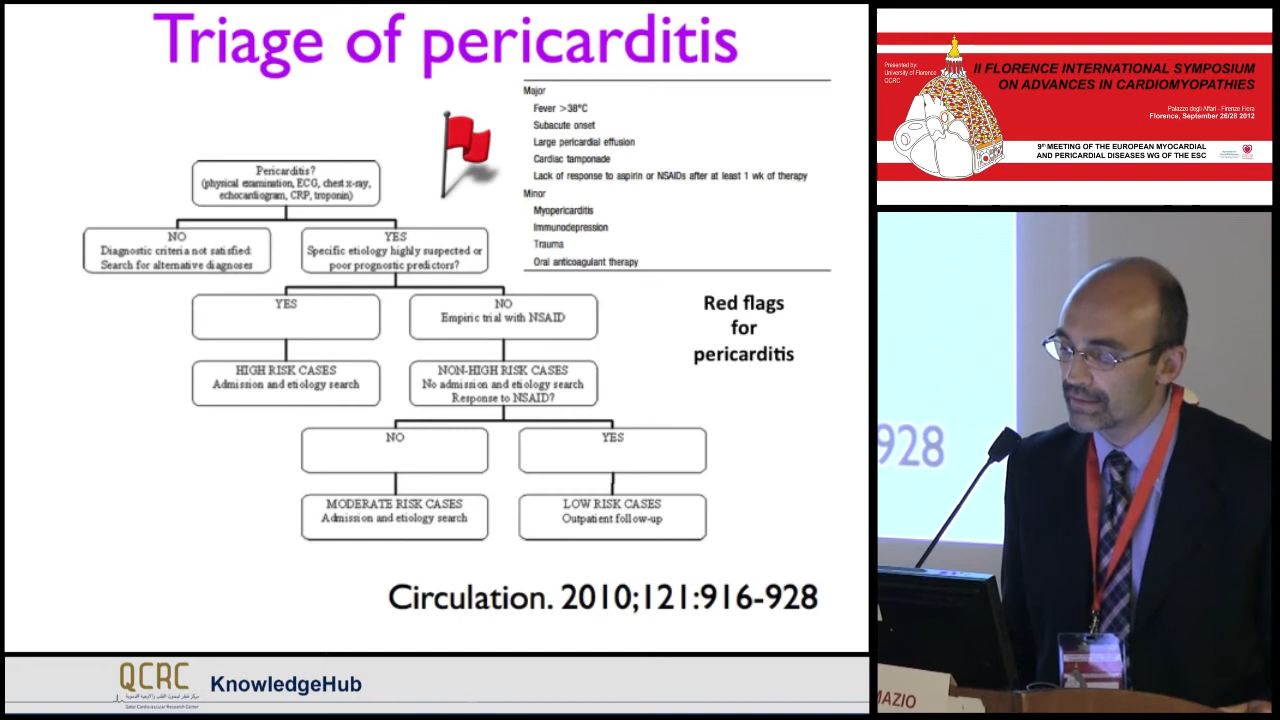 Triage of pericarditis
Major
Fever >38°C
Subacute onset
Large pericardial effusion
Cardiac tamponade
Lack of response to aspirin or NSAIDs after at least 1 wk of therapy
Minor
Myopericarditis
Immunodepression
Trauma
Oral anticoagulant therapy
Pericarditis?
(physical examination, ECG, chest x-ray,
echocardiogram, CRP, troponin)
NO
Diagnostic criteria not satisfied:
Search for alternative diagnoses
YES
Specific etiology highly suspected or
poor prognostic predictors?
YES
NO
Empiric trial with NSAID
HIGH RISK CASES
Admission and etiology search
NON-HIGH RISK CASES
No admission and etiology search
Response to NSAID?
NO
YES
MODERATE RISK CASES
Admission and etiology search
LOW RISK CASES
Outpatient follow-up
Red flags
for
pericarditis
Circulation. 2010;121:916-928
QCRC
Qatar Cardiovascular Research Center
KnowledgeHub
Presented by:
University of Florence
QCRC
II FLORENCE INTERNATIONAL SYMPOSIUM
ON ADVANCES IN CARDIOMYOPATHIES
Palazzo degli Affari - Firenze Fiera
Florence, September 26/28 2012
9th MEETING OF THE EUROPEAN MYOCARDIAL
AND PERICARDIAL DISEASES WG OF THE ESC
928
MAZIO